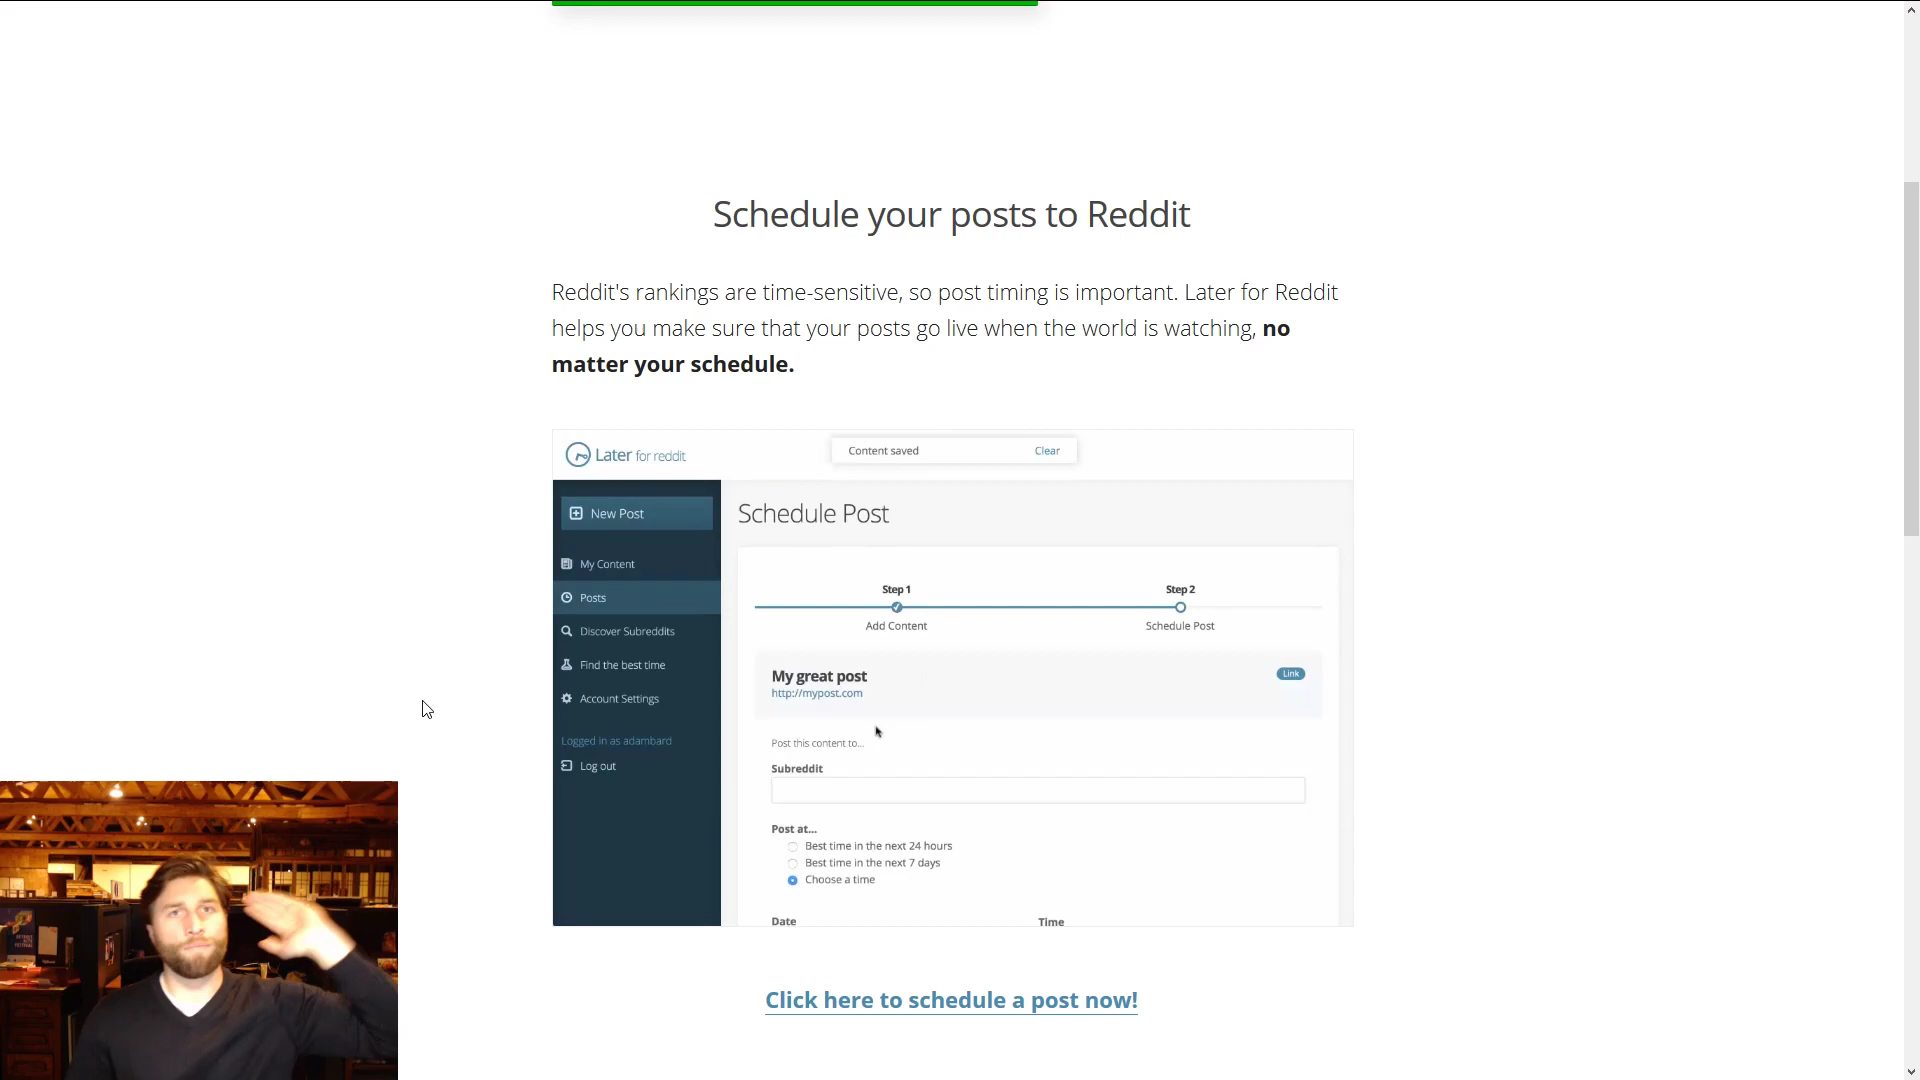 Schedule your posts to Reddit
Reddit's rankings are time-sensitive, so post timing is important. Later for Reddit
helps you make sure that your posts go live when the world is watching, no
matter your schedule.
Later for reddit
Content saved
Clear
New Post
My Content
Posts
Discover Subreddits
Find the best time
Account Settings
Logged in as adambard
Log out
Schedule Post
Step 1
Step 2
Add Content
Schedule Post
My great post
Link
http://mypost.com
Post this content to...
Subreddit
Post at...
Best time in the next 24 hours
Best time in the next 7 days
Choose a time
Date
Time
Click here to schedule a post now!